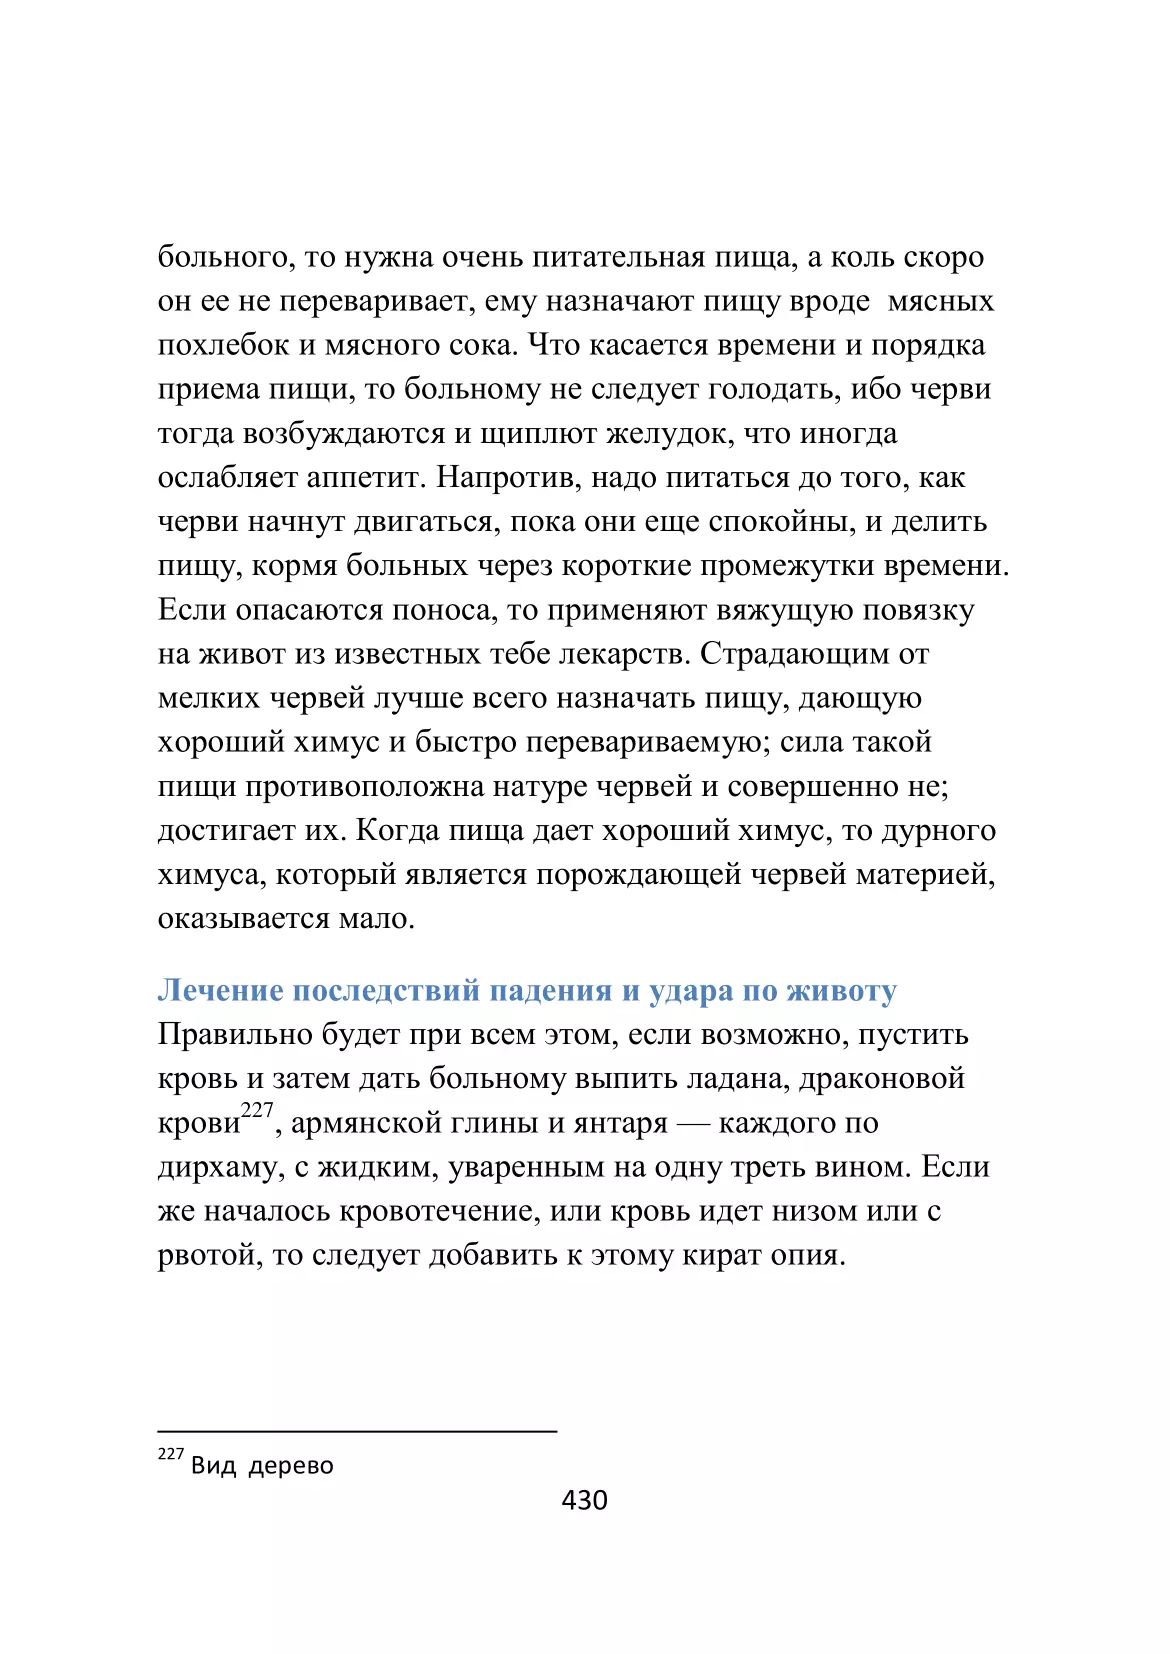 больного, то нужна очень питательная пища, а коль скоро
он ее не переваривает, ему назначают пищу вроде  мясных
похлебок и мясного сока. Что касается времени и порядка
приема пищи, то больному не следует голодать, ибо черви
тогда возбуждаются и щиплют желудок, что иногда
ослабляет аппетит. Напротив, надо питаться до того, как
черви начнут двигаться, пока они еще спокойны, и делить
пищу, кормя больных через короткие промежутки времени.
Если опасаются поноса, то применяют вяжущую повязку
на живот из известных тебе лекарств. Страдающим от
мелких червей лучше всего назначать пищу, дающую
хороший химус и быстро перевариваемую; сила такой
пищи противоположна натуре червей и совершенно не;
достигает их. Когда пища дает хороший химус, то дурного
химуса, который является порождающей червей материей,
оказывается мало.
Лечение последствий падения и удара по животу
Правильно будет при всем этом, если возможно, пустить
кровь и затем дать больному выпить ладана, драконовой
крови227, армянской глины и янтаря — каждого по
дирхаму, с жидким, уваренным на одну треть вином. Если
же началось кровотечение, или кровь идет низом или с
рвотой, то следует добавить к этому кират опия.
227 Вид  дерево
430